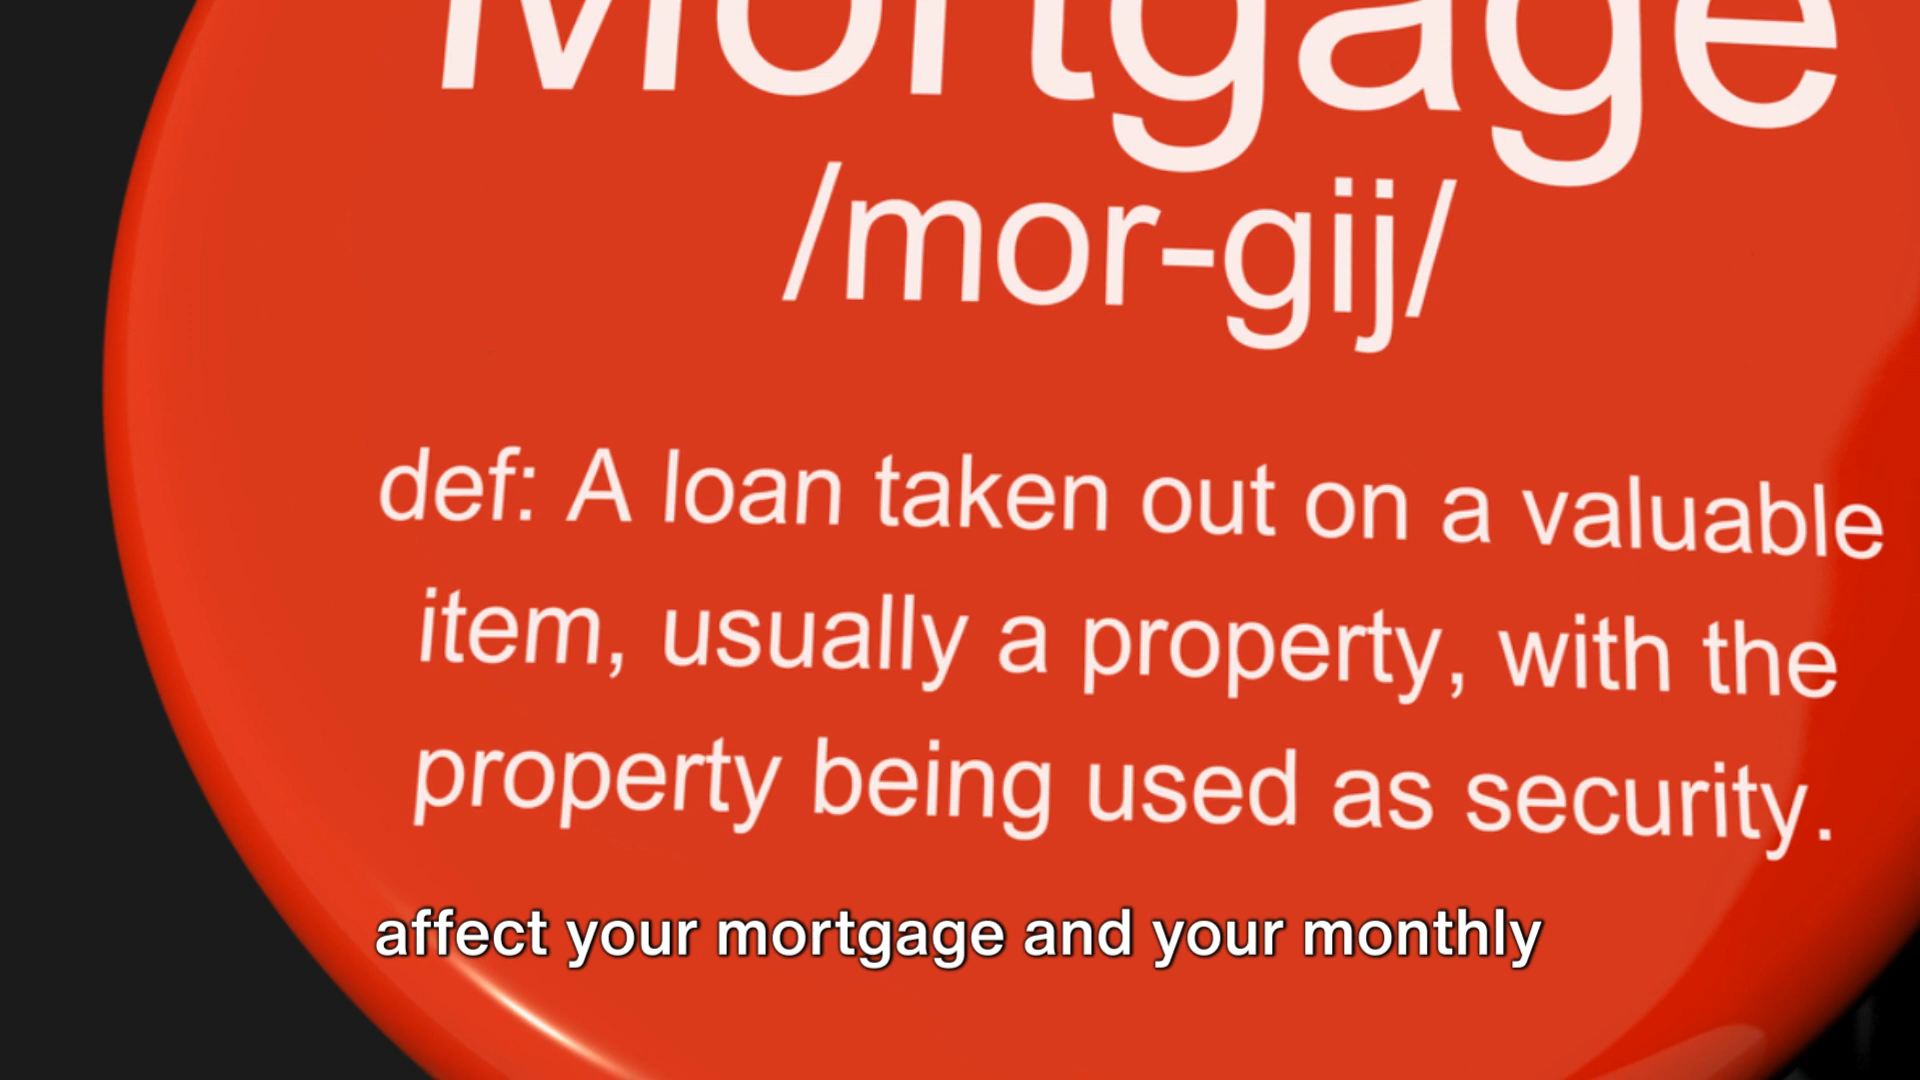 Mortgage
/mor-gij/
def: A loan taken out on a valuable
item, usually a property, with the
property being used as security.
affect your mortgage and your monthly